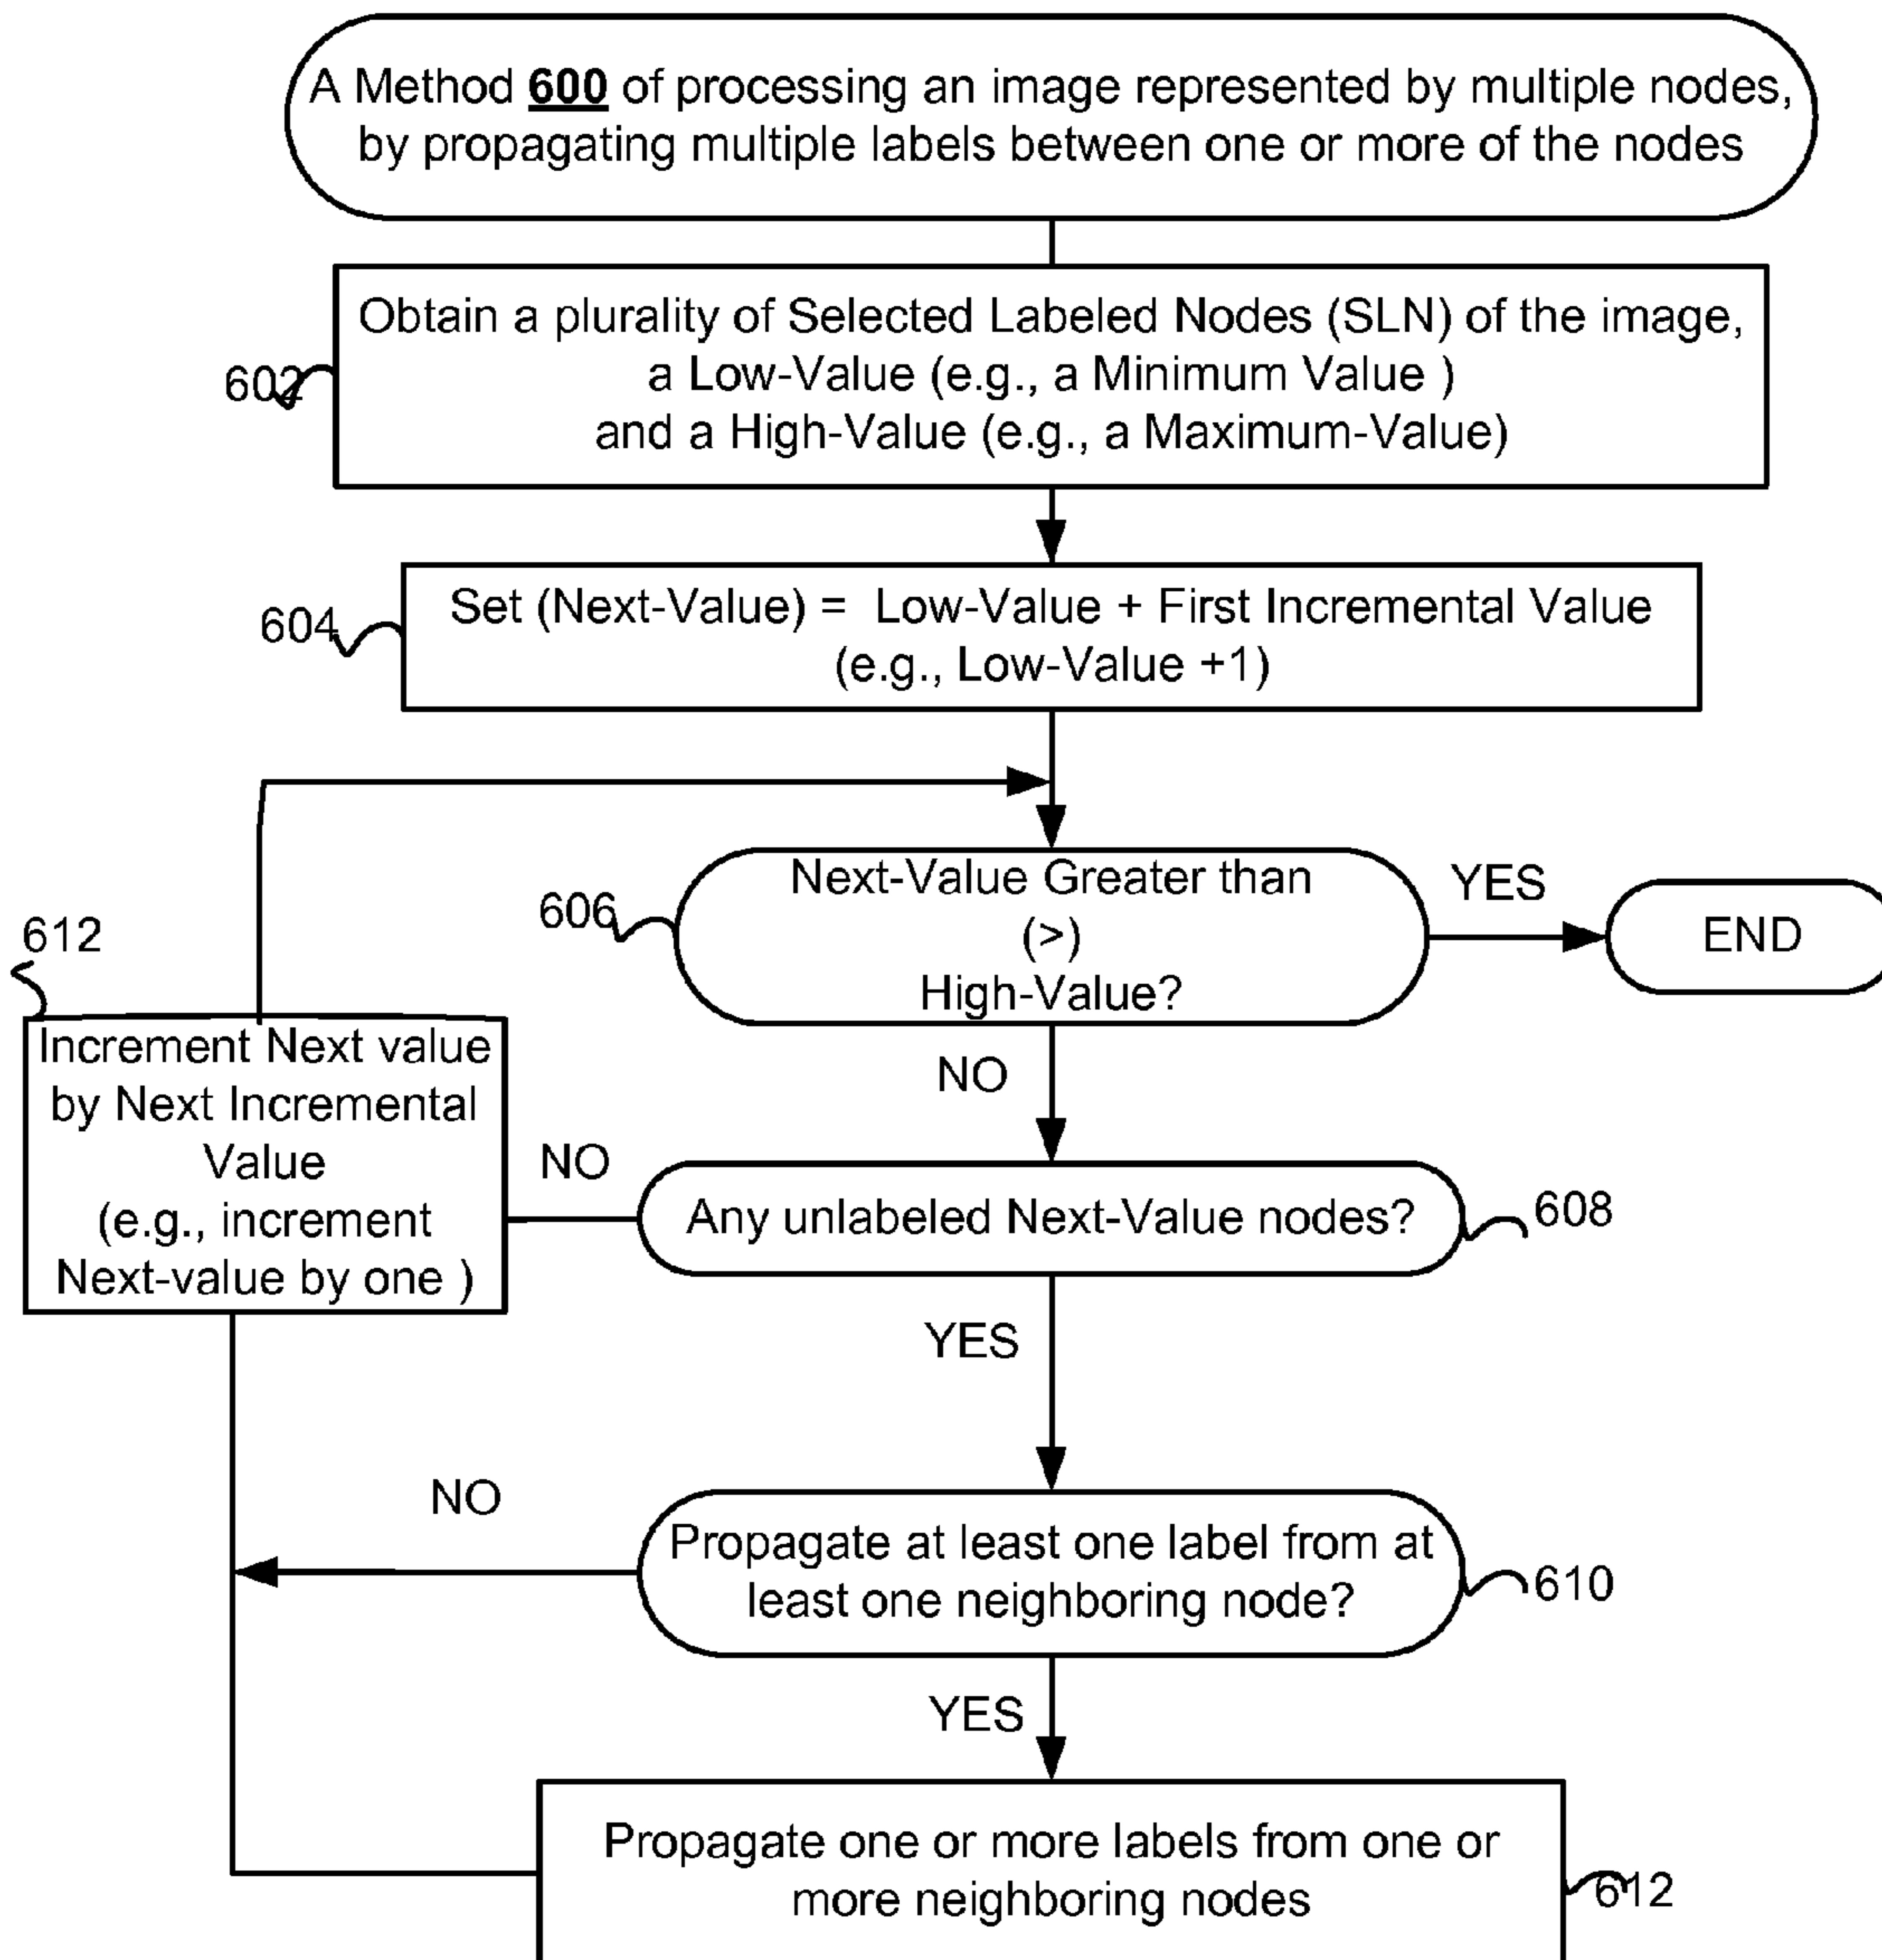 A Method 600 of processing an image represented by multiple nodes,
by propagating multiple labels between one or more of the nodes
Obtain a plurality of Selected Labeled Nodes (SLN) of the image,
a Low-Value (e.g., a Minimum Value )
and a High-Value (e.g., a Maximum-Value)
602
Set (Next-Value) = Low-Value + First Incremental Value
(e.g., Low-Value +1)
604
Next-Value Greater than
(>)
High-Value?
606
YES
END
612
Increment Next value
by Next Incremental
Value
(e.g., increment
Next-value by one )
NO
NO
Any unlabeled Next-Value nodes?
608
YES
NO
Propagate at least one label from at
least one neighboring node?
610
YES
Propagate one or more labels from one or
more neighboring nodes
612